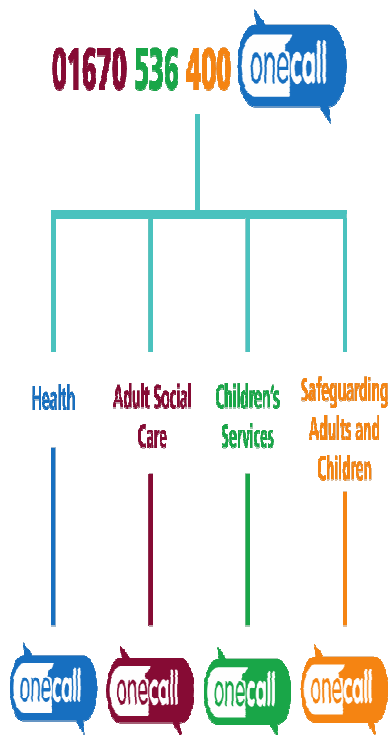 01670 536 400 onecall
Health
Adult Social
Care
Children's
Services
Safeguarding
Adults and
Children
onecall onecall onecall onecall